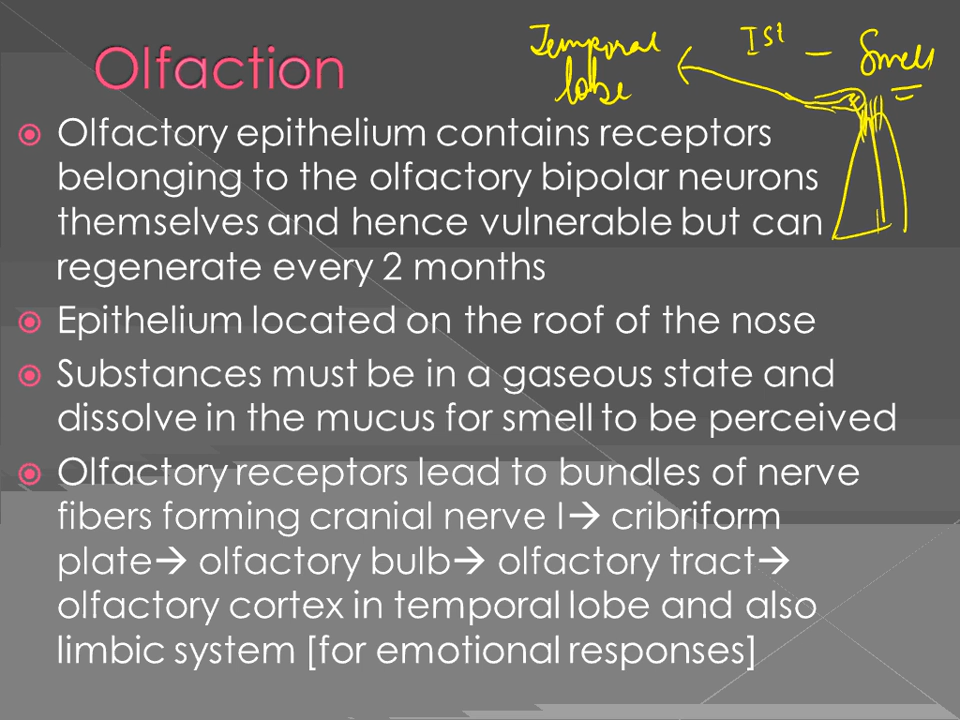 Olfaction
Temporal
lobe
Ist – Smell
Olfactory epithelium contains receptors
belonging to the olfactory bipolar neurons
themselves and hence vulnerable but can
regenerate every 2 months
Epithelium located on the roof of the nose
Substances must be in a gaseous state and
dissolve in the mucus for smell to be perceived
Olfactory receptors lead to bundles of nerve
fibers forming cranial nerve I→ cribriform
plate→ olfactory bulb→ olfactory tract→
olfactory cortex in temporal lobe and also
limbic system [for emotional responses]